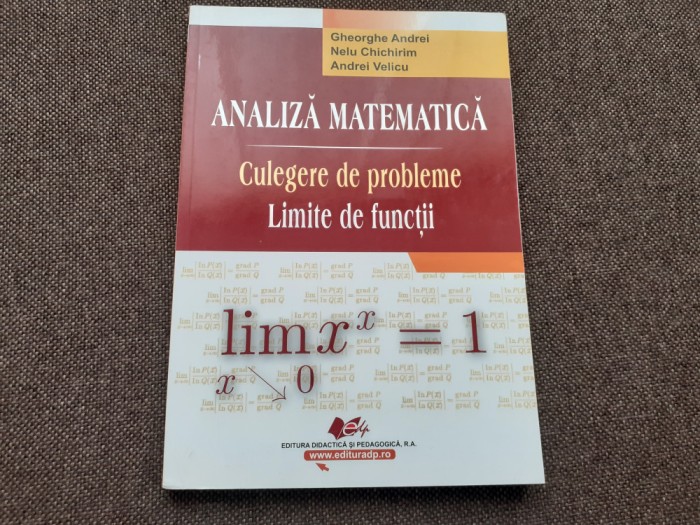 Gheorghe Andrei
Nelu Chichirim
Andrei Velicu
ANALIZĂ MATEMATICĂ
Culegere de probleme
Limite de funcții
lim x^x = 1
x ↘ 0
e4
EDITURA DIDACTICĂ ȘI PEDAGOGICĂ, R.A.
www.edituradp.ro